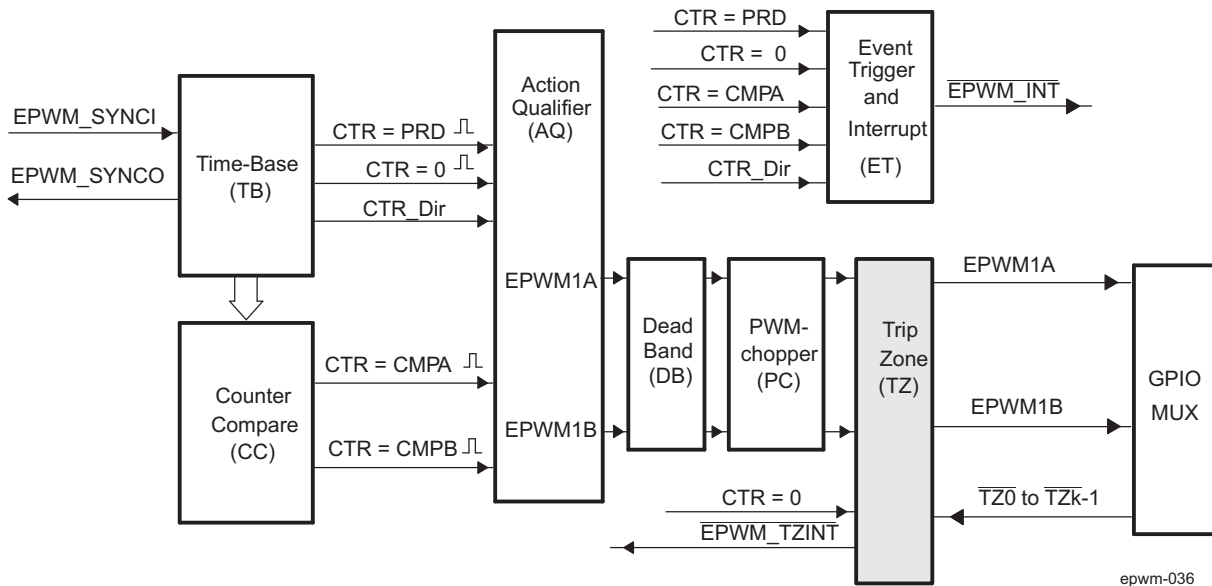 EPWM_SYNCI
EPWM_SYNCO
Time-Base
(TB)
CTR = PRD
CTR = 0
CTR_Dir
Counter
Compare
(CC)
CTR = CMPA
CTR = CMPB
Action
Qualifier
(AQ)
EPWM1A
EPWM1B
CTR = PRD
CTR = 0
CTR = CMPA
CTR = CMPB
CTR_Dir
Event
Trigger
and
Interrupt
(ET)
EPWM_INT
Dead
Band
(DB)
PWM-
chopper
(PC)
Trip
Zone
(TZ)
CTR = 0
EPWM_TZINT
EPWM1A
EPWM1B
TZ0 to TZk-1
GPIO
MUX
epwm-036